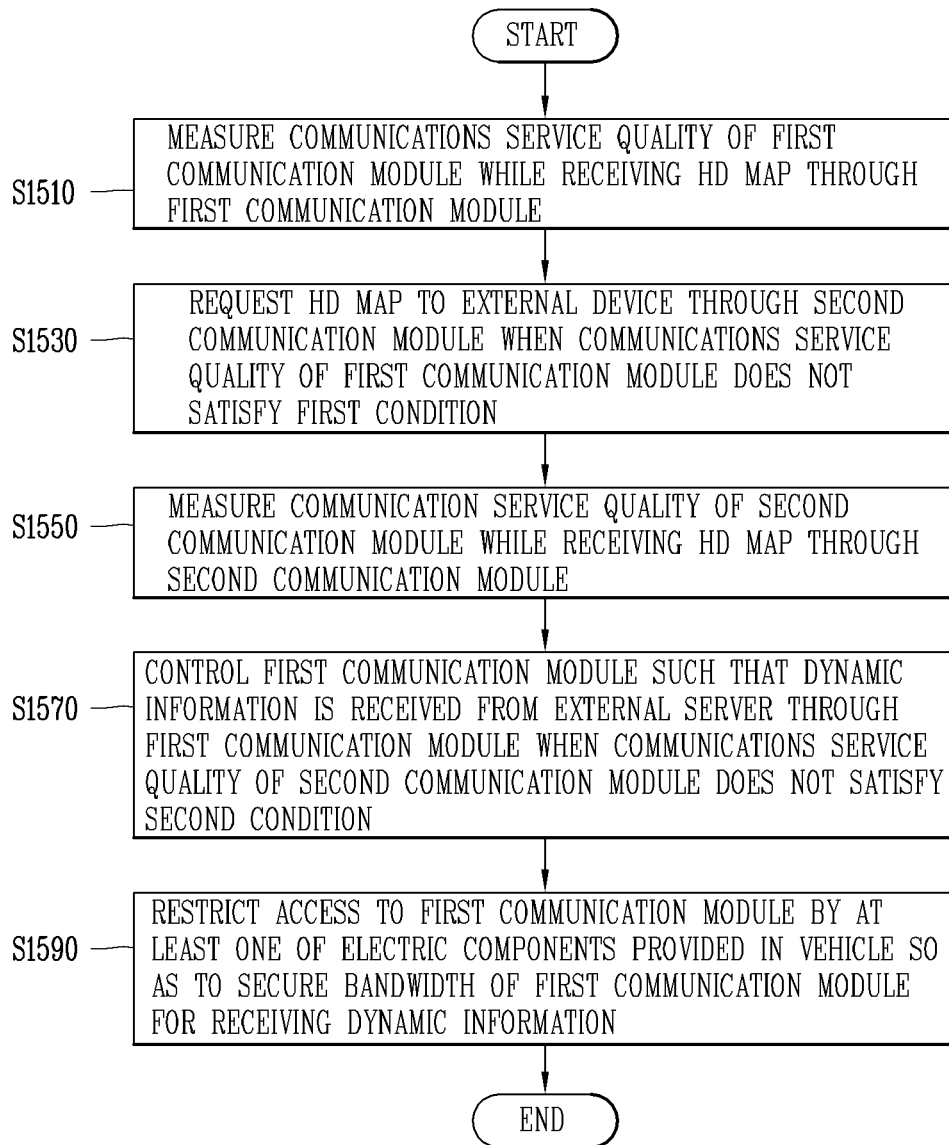 START
S1510
MEASURE COMMUNICATIONS SERVICE QUALITY OF FIRST
COMMUNICATION MODULE WHILE RECEIVING HD MAP THROUGH
FIRST COMMUNICATION MODULE
S1530
REQUEST HD MAP TO EXTERNAL DEVICE THROUGH SECOND
COMMUNICATION MODULE WHEN COMMUNICATIONS SERVICE
QUALITY OF FIRST COMMUNICATION MODULE DOES NOT
SATISFY FIRST CONDITION
S1550
MEASURE COMMUNICATION SERVICE QUALITY OF SECOND
COMMUNICATION MODULE WHILE RECEIVING HD MAP THROUGH
SECOND COMMUNICATION MODULE
S1570
CONTROL FIRST COMMUNICATION MODULE SUCH THAT DYNAMIC
INFORMATION IS RECEIVED FROM EXTERNAL SERVER THROUGH
FIRST COMMUNICATION MODULE WHEN COMMUNICATIONS SERVICE
QUALITY OF SECOND COMMUNICATION MODULE DOES NOT SATISFY
SECOND CONDITION
S1590
RESTRICT ACCESS TO FIRST COMMUNICATION MODULE BY AT
LEAST ONE OF ELECTRIC COMPONENTS PROVIDED IN VEHICLE SO
AS TO SECURE BANDWIDTH OF FIRST COMMUNICATION MODULE
FOR RECEIVING DYNAMIC INFORMATION
END